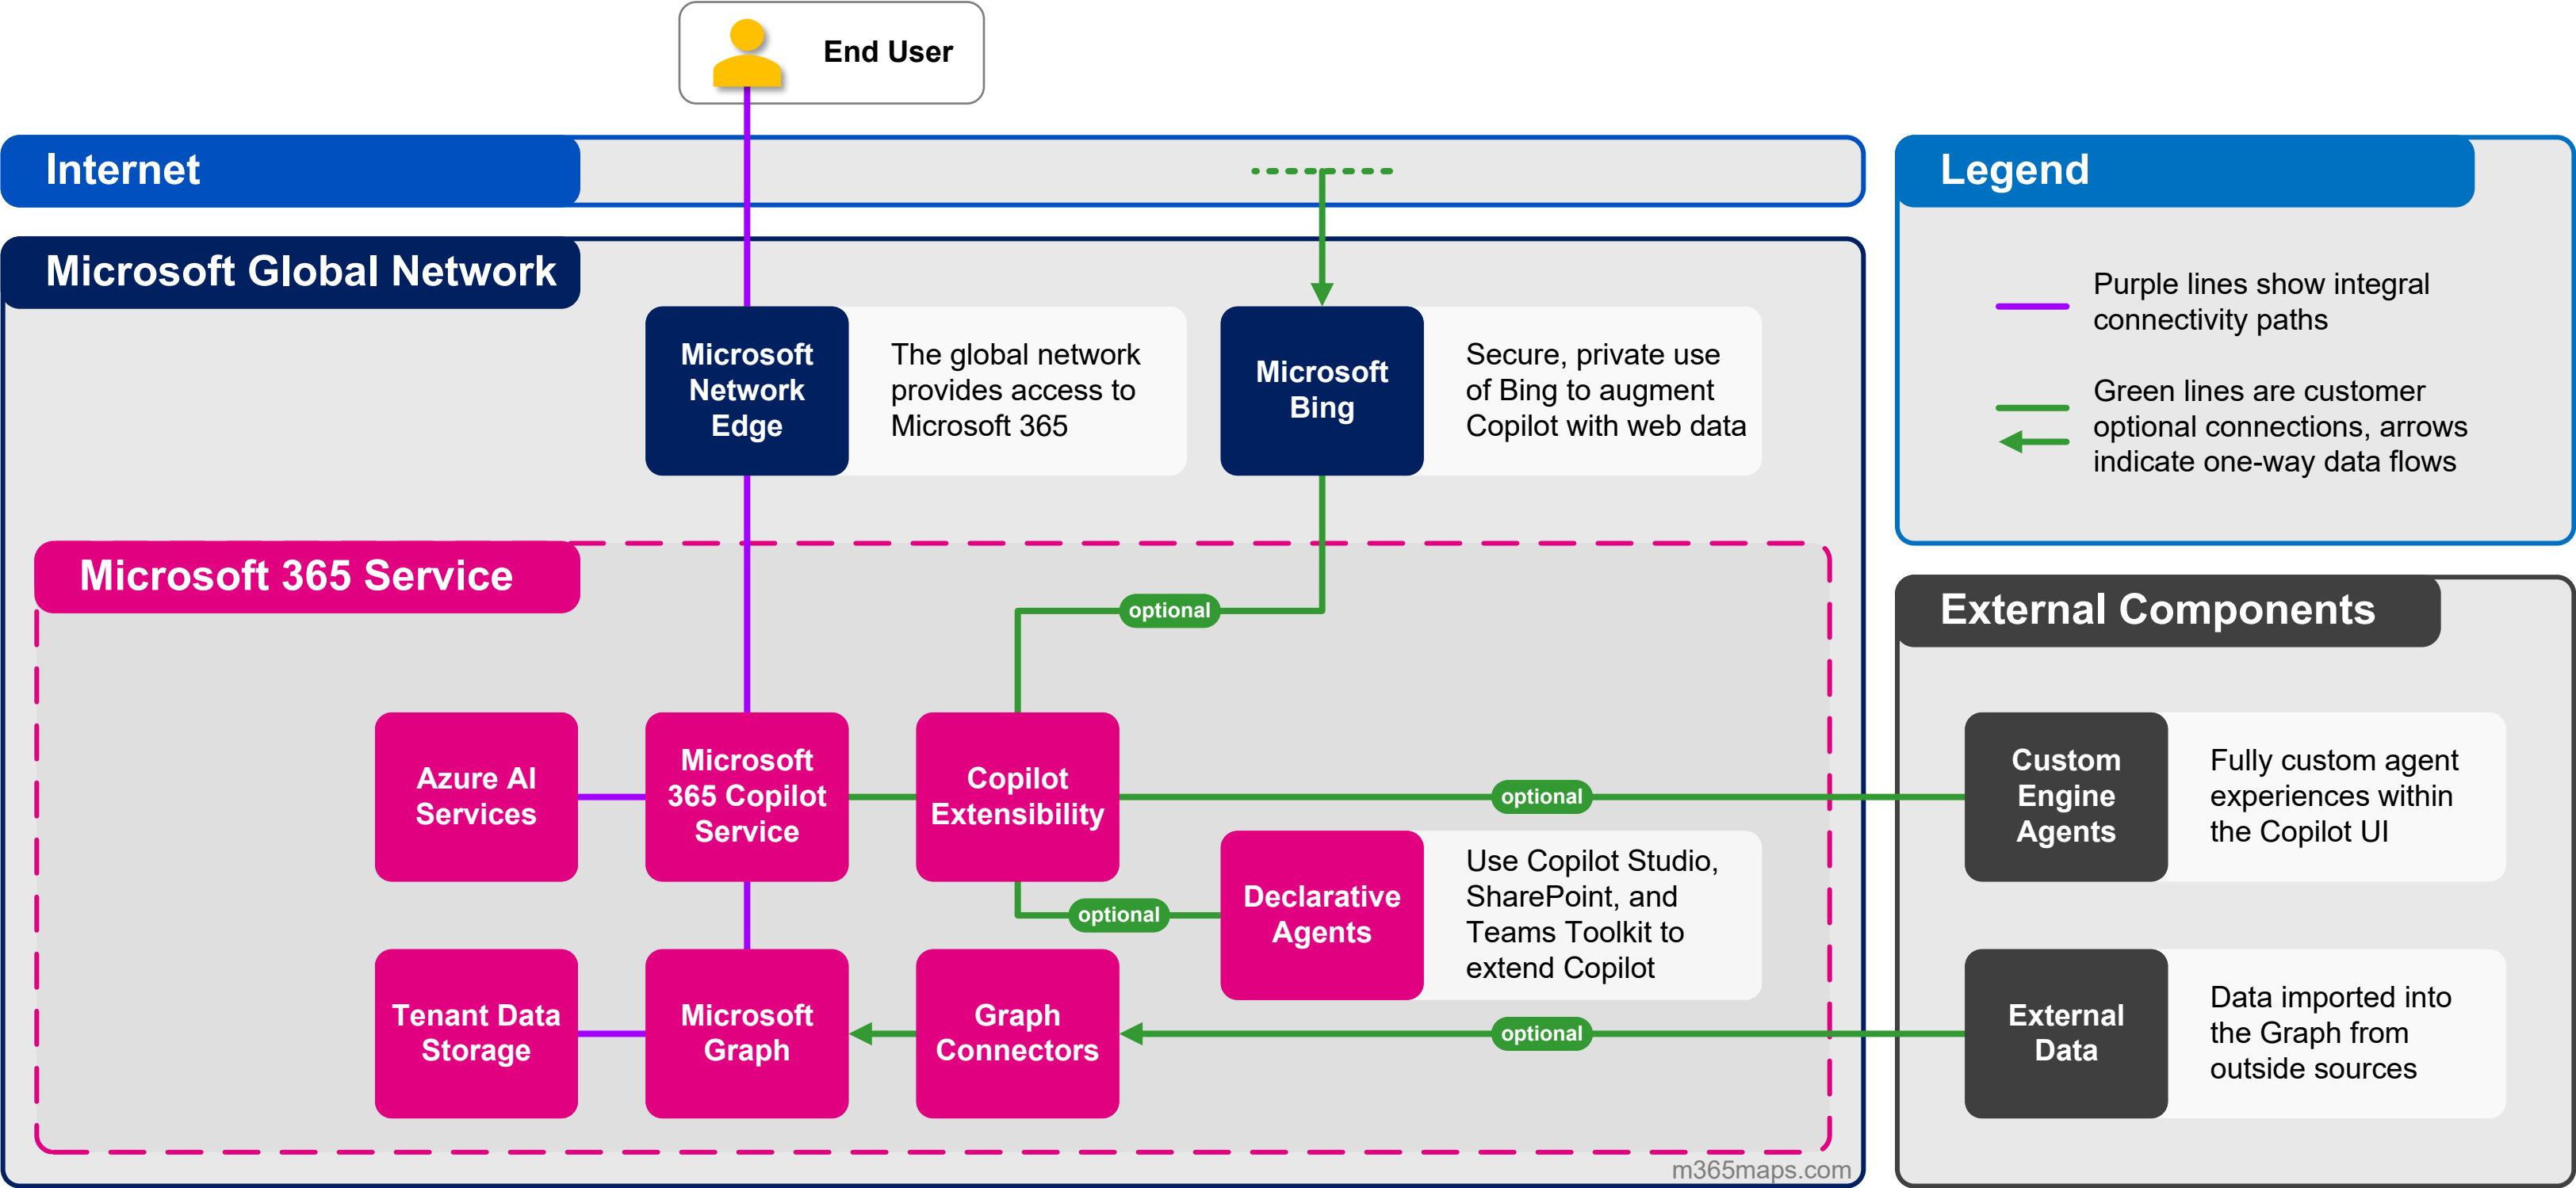 End User
Internet
Legend
Microsoft Global Network
Purple lines show integral
connectivity paths
Green lines are customer
optional connections, arrows
indicate one-way data flows
Microsoft
Network
Edge
The global network
provides access to
Microsoft 365
Microsoft
Bing
Secure, private use
of Bing to augment
Copilot with web data
Microsoft 365 Service
optional
External Components
Azure AI
Services
Microsoft
365 Copilot
Service
Copilot
Extensibility
optional
Custom
Engine
Agents
Fully custom agent
experiences within
the Copilot UI
optional
Declarative
Agents
Use Copilot Studio,
SharePoint, and
Teams Toolkit to
extend Copilot
Tenant Data
Storage
Microsoft
Graph
Graph
Connectors
optional
External
Data
Data imported into
the Graph from
outside sources
m365maps.com